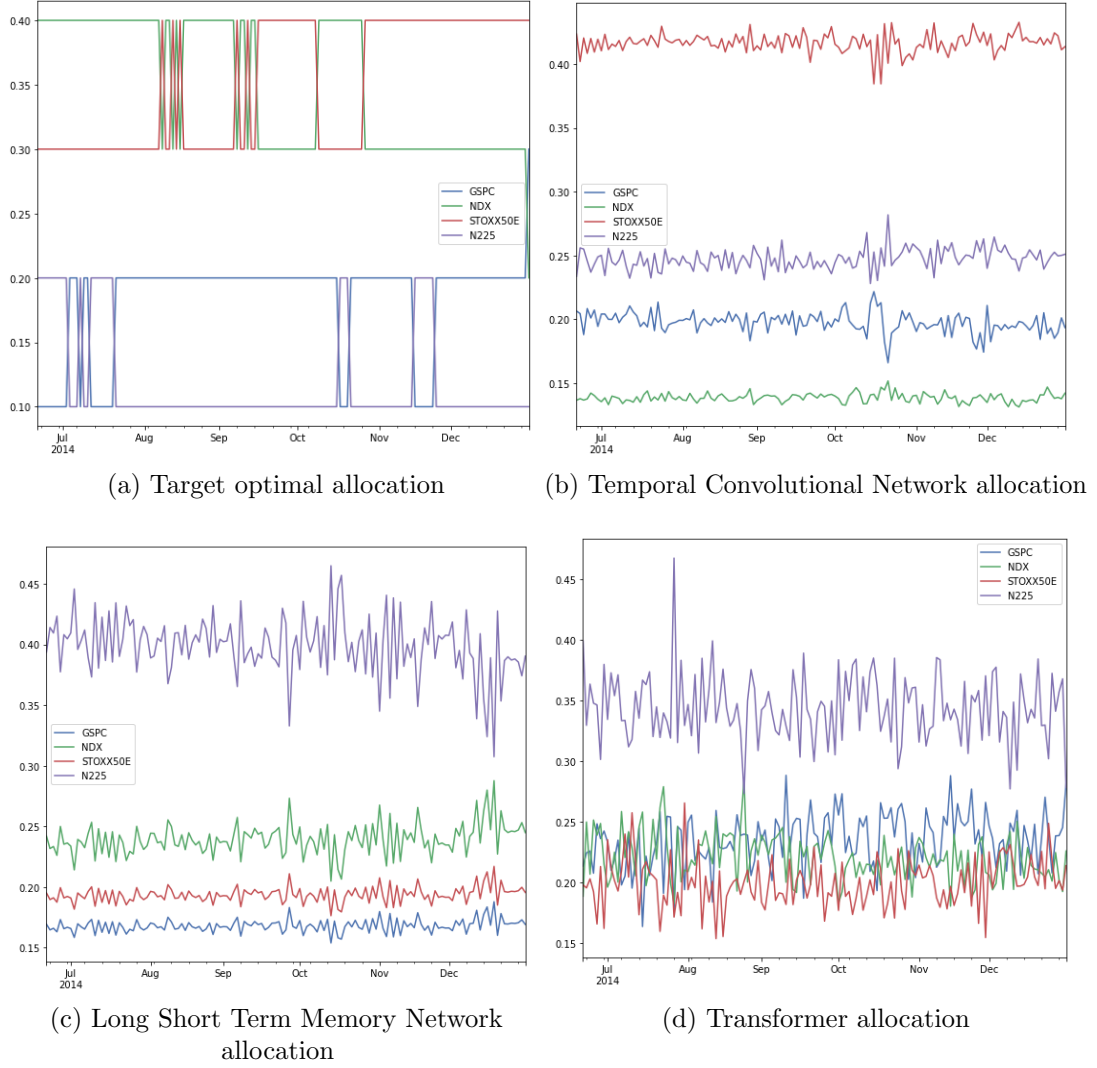 0.40
0.35
0.30
0.25
0.20
0.15
0.10
GSPC
NDX
STOXX50E
N225
Jul
2014
Aug
Sep
Oct
Nov
Dec
(a) Target optimal allocation
0.40
0.35
0.30
0.25
0.20
0.15
GSPC
NDX
STOXX50E
N225
Jul
2014
Aug
Sep
Oct
Nov
Dec
(b) Temporal Convolutional Network allocation
0.45
0.40
0.35
0.30
0.25
0.20
0.15
GSPC
NDX
STOXX50E
N225
Jul
2014
Aug
Sep
Oct
Nov
Dec
(c) Long Short Term Memory Network
allocation
0.45
0.40
0.35
0.30
0.25
0.20
0.15
GSPC
NDX
STOXX50E
N225
Jul
2014
Aug
Sep
Oct
Nov
Dec
(d) Transformer allocation